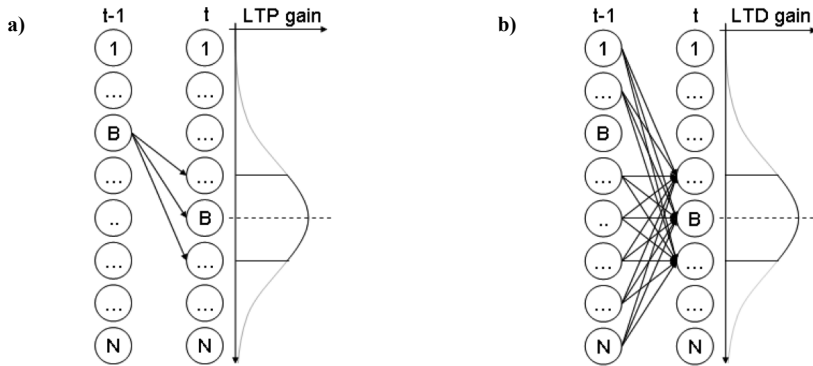 a)
t-1 t LTP gain
1 1
... ...
B ...
... ...
.. B
... ...
... ...
N N
b)
t-1 t LTD gain
1 1
... ...
B ...
... ...
.. B
... ...
... ...
N N